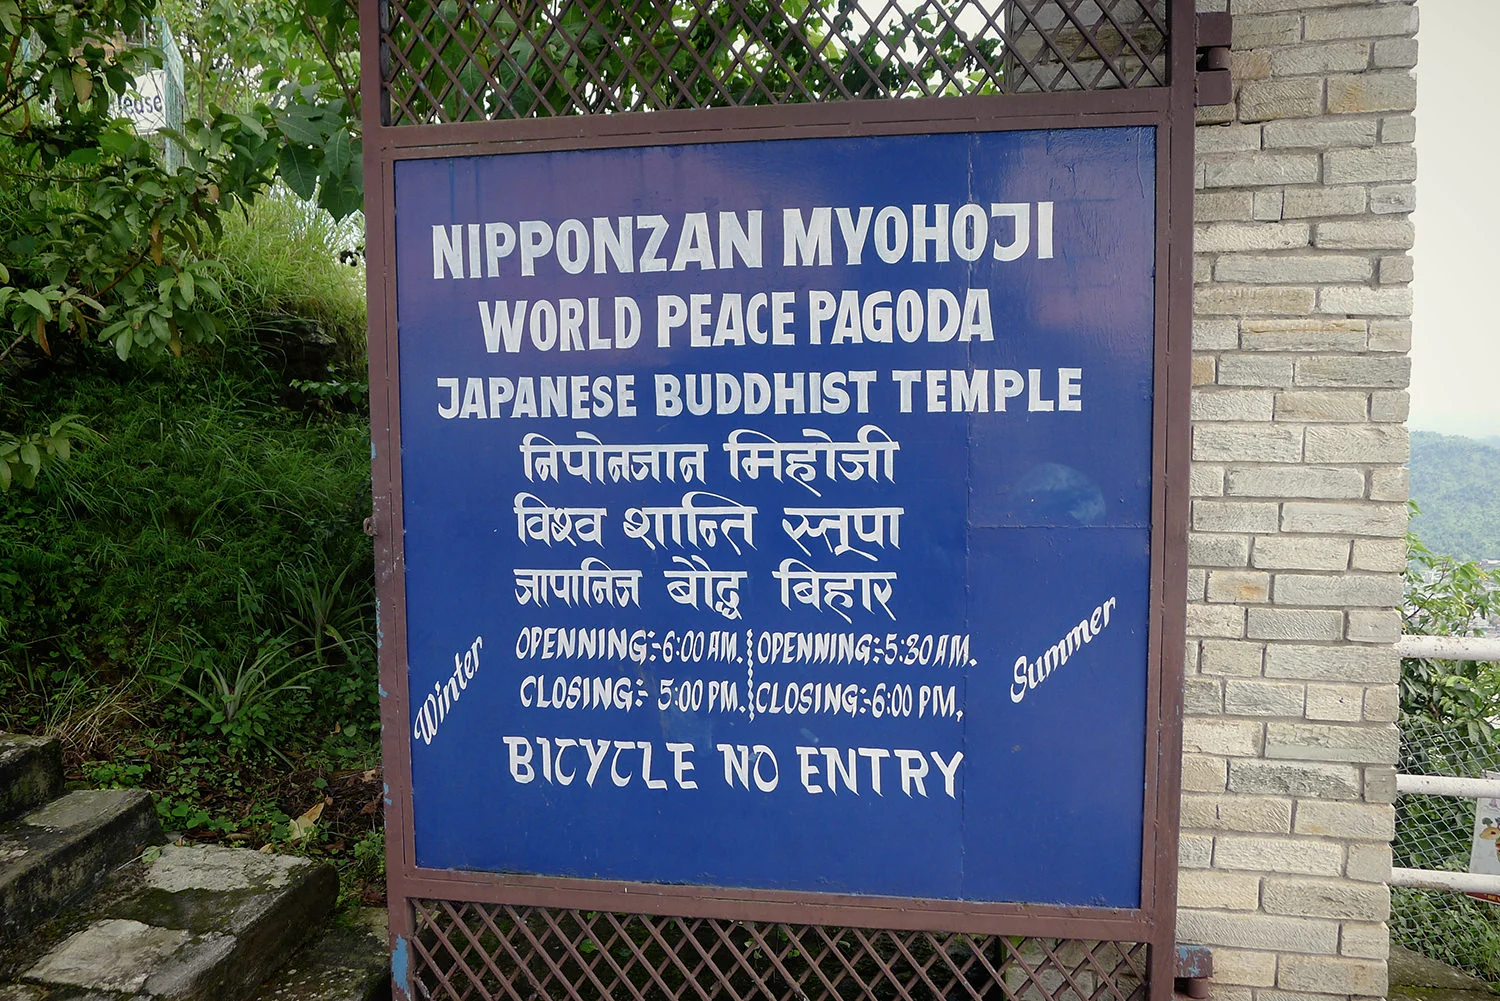 lease
NIPPONZAN MYOHOJI
WORLD PEACE PAGODA
JAPANESE BUDDHIST TEMPLE
निपोनजान मिहोजी
विश्व शान्ति स्तूपा
जापानिज बौद्ध बिहार
Winter
OPENNING:-6:00 AM. OPENNING:-5:30 AM.
CLOSING:- 5:00 PM. CLOSING:-6:00 PM.
Summer
BICYCLE NO ENTRY